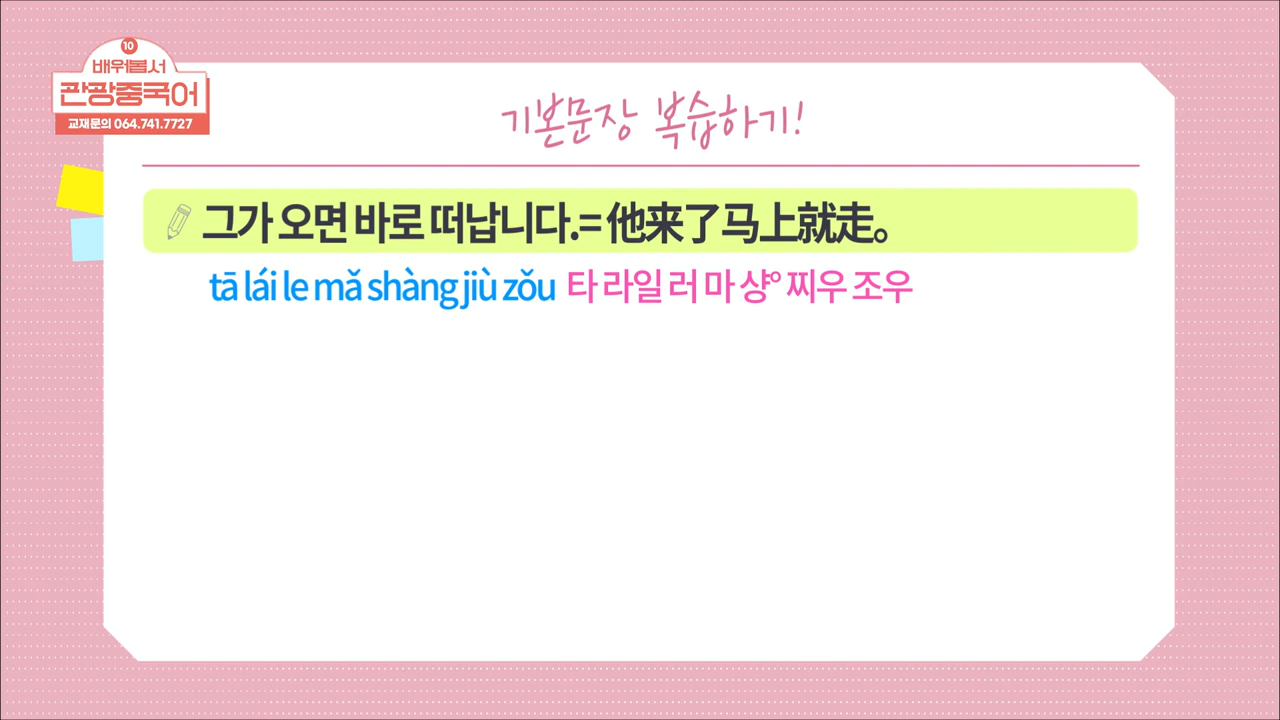 10
배워봅서
관광중국어
교재문의 064.741.7727
기본문장 복습하기!
그가 오면 바로 떠납니다.= 他来了马上就走。
tā lái le mǎ shàng jiù zǒu 타 라일 러 마 샹° 찌우 조우